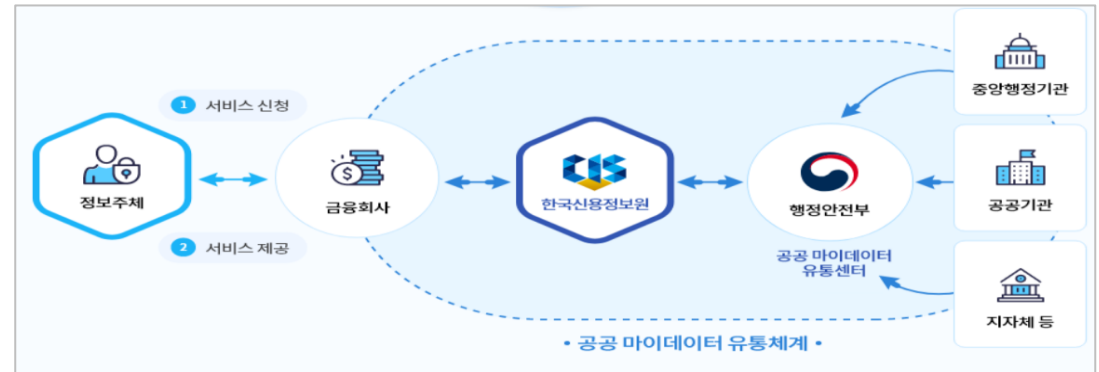 1 서비스 신청
정보주체
2 서비스 제공
금융회사
CIS
한국신용정보원
행정안전부
공공 마이데이터
유통센터
중앙행정기관
공공기관
지자체 등
• 공공 마이데이터 유통체계 •